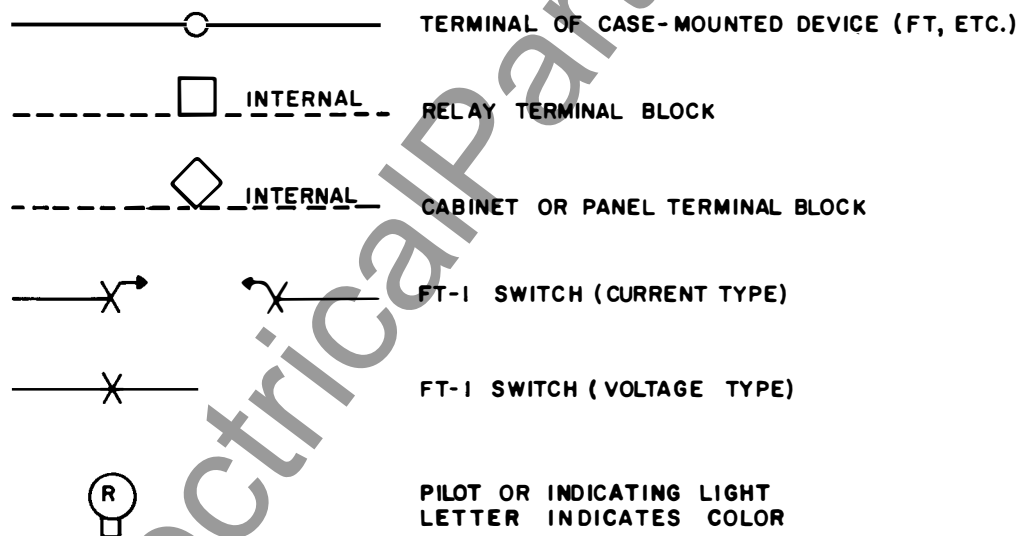 TERMINAL OF CASE-MOUNTED DEVICE (FT, ETC.)
INTERNAL RELAY TERMINAL BLOCK
INTERNAL CABINET OR PANEL TERMINAL BLOCK
FT-1 SWITCH (CURRENT TYPE)
FT-1 SWITCH (VOLTAGE TYPE)
R PILOT OR INDICATING LIGHT
LETTER INDICATES COLOR
ectricalPart